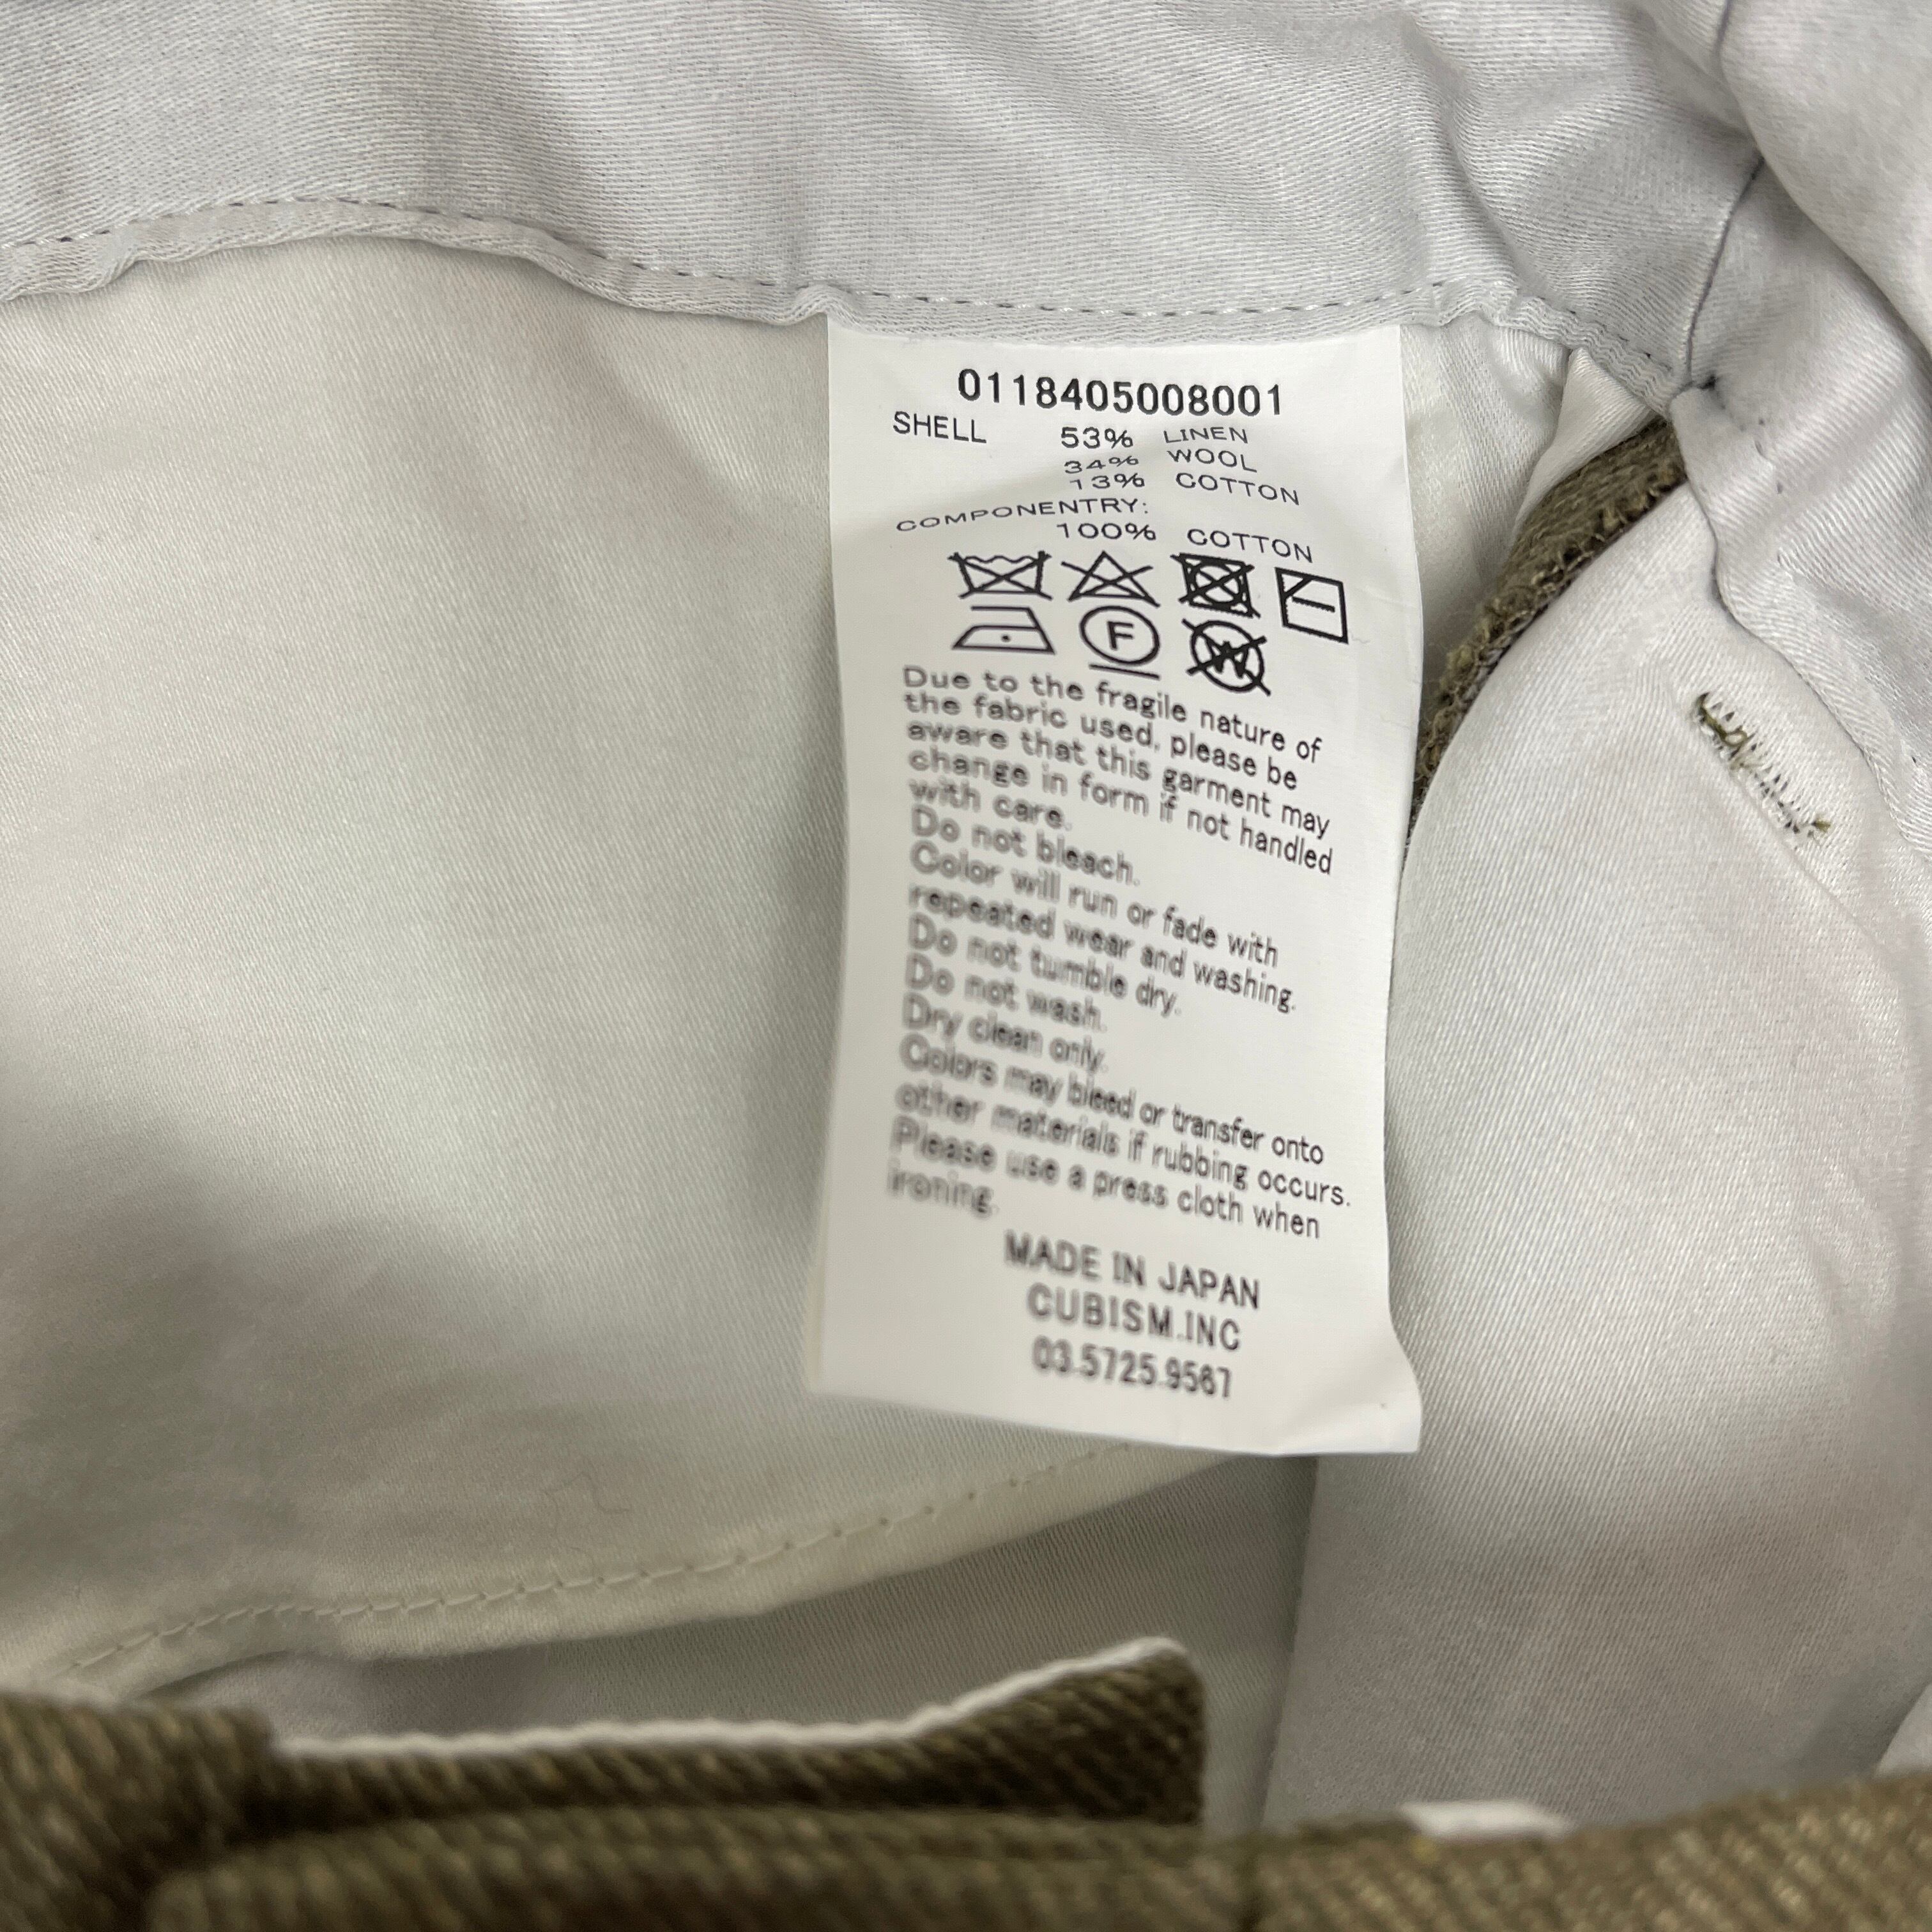 0118405008001
SHELL 53% LINEN
34% WOOL
13% COTTON
COMPONENTRY:
100% COTTON
F
W
Due to the fragile nature of
the fabric used, please be
aware that this garment may
change in form if not handled
with care.
Do not bleach.
Color will run or fade with
repeated wear and washing.
Do not tumble dry.
Do not wash.
Dry clean only.
Colors may bleed or transfer onto
other materials if rubbing occurs.
Please use a press cloth when
ironing.
MADE IN JAPAN
CUBISM.INC
03.5725.9567